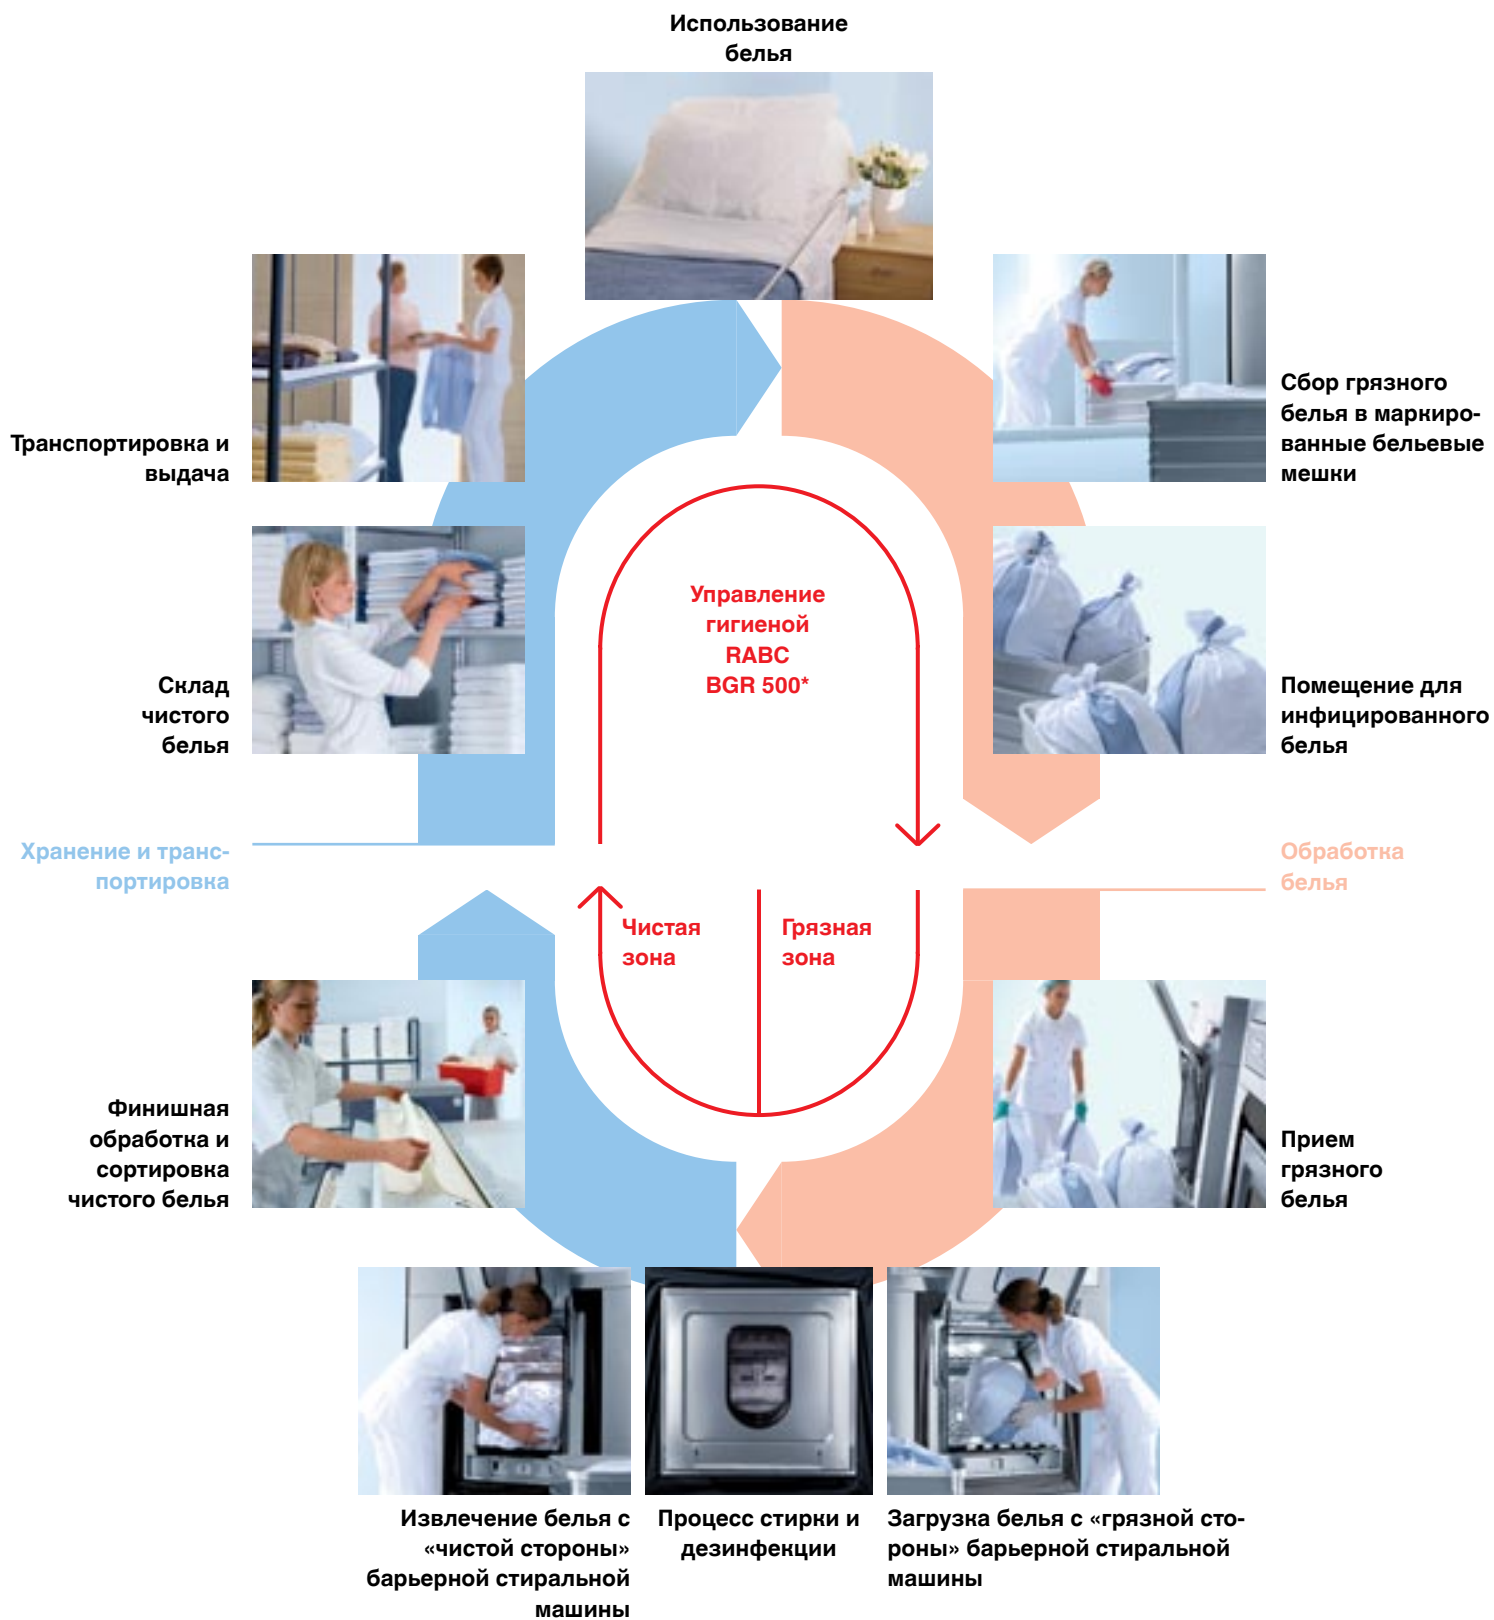 Использование
белья
Сбор грязного
белья в маркиро-
ванные бельевые
мешки
Транспортировка и
выдача
Управление
гигиеной
RABC
BGR 500*
Склад
чистого
белья
Помещение для
инфицированного
белья
Хранение и транс-
портировка
Обработка
белья
Чистая
зона
Грязная
зона
Финишная
обработка и
сортировка
чистого белья
Прием
грязного
белья
Извлечение белья с
«чистой стороны»
барьерной стиральной
машины
Процесс стирки и
дезинфекции
Загрузка белья с «грязной сто-
роны» барьерной стиральной
машины